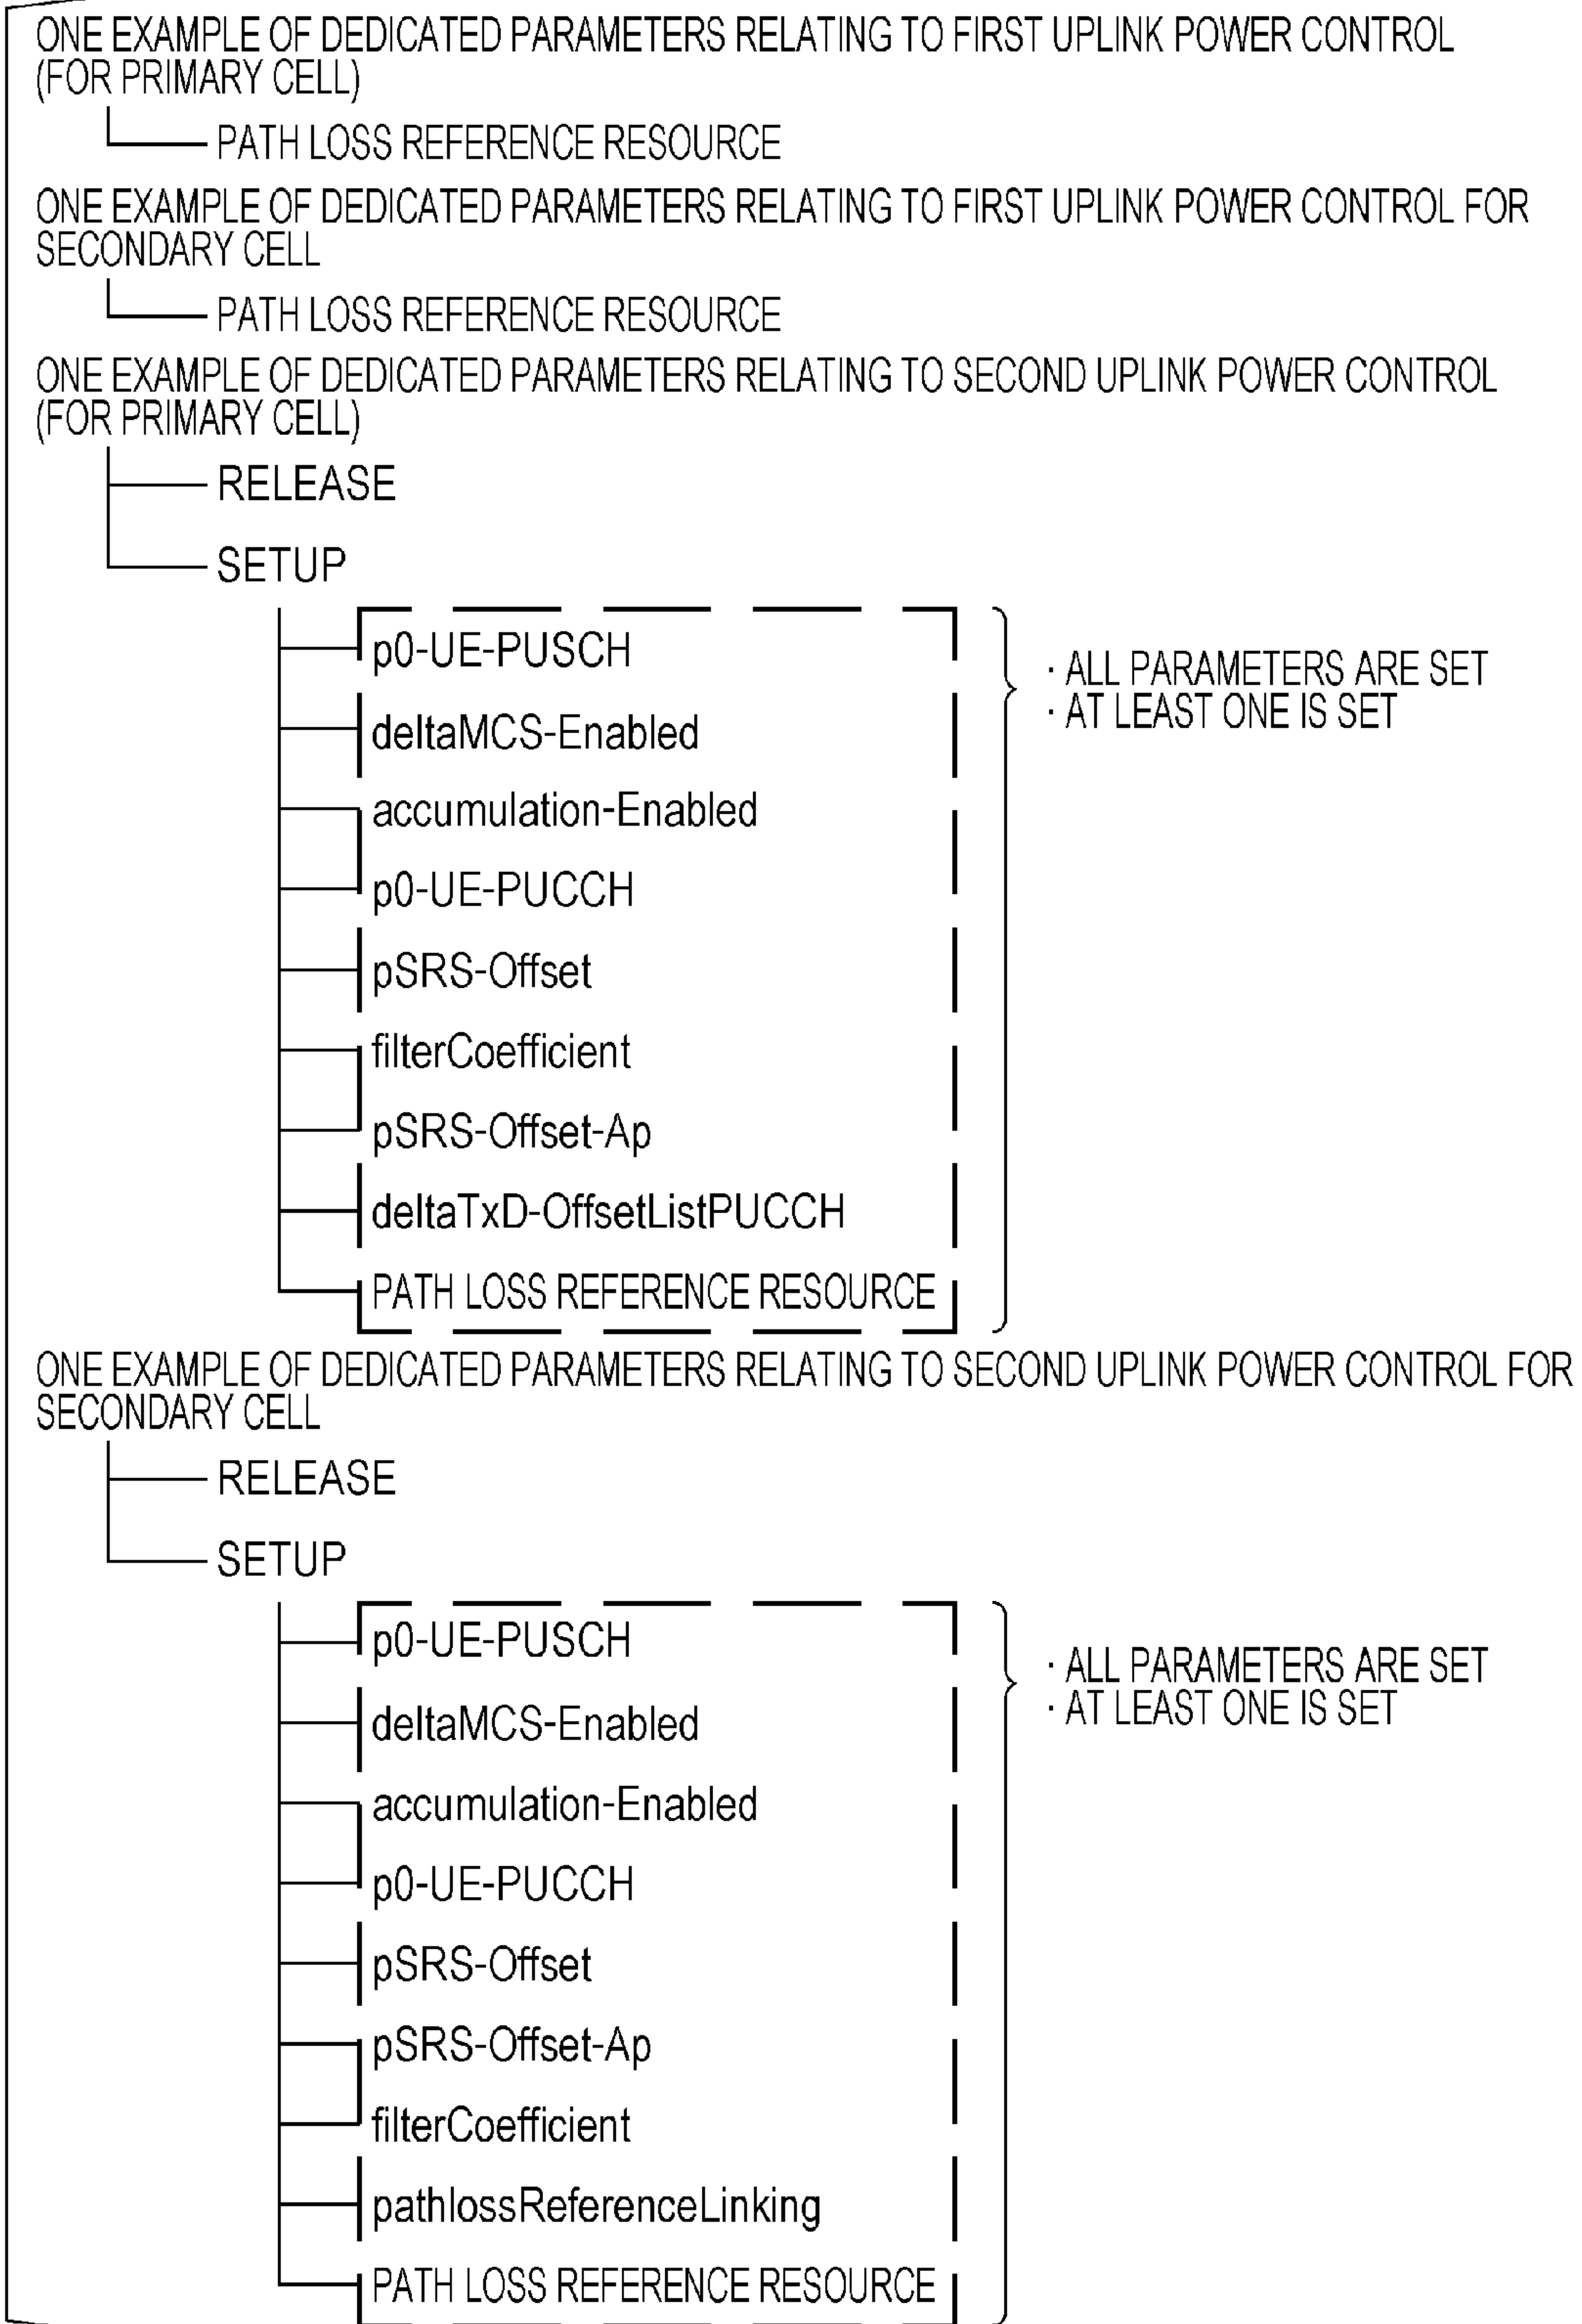 ONE EXAMPLE OF DEDICATED PARAMETERS RELATING TO FIRST UPLINK POWER CONTROL
(FOR PRIMARY CELL)
PATH LOSS REFERENCE RESOURCE
ONE EXAMPLE OF DEDICATED PARAMETERS RELATING TO FIRST UPLINK POWER CONTROL FOR
SECONDARY CELL
PATH LOSS REFERENCE RESOURCE
ONE EXAMPLE OF DEDICATED PARAMETERS RELATING TO SECOND UPLINK POWER CONTROL
(FOR PRIMARY CELL)
RELEASE
SETUP
p0-UE-PUSCH
deltaMCS-Enabled
accumulation-Enabled
p0-UE-PUCCH
pSRS-Offset
filterCoefficient
pSRS-Offset-Ap
deltaTxD-OffsetListPUCCH
PATH LOSS REFERENCE RESOURCE
· ALL PARAMETERS ARE SET
· AT LEAST ONE IS SET
ONE EXAMPLE OF DEDICATED PARAMETERS RELATING TO SECOND UPLINK POWER CONTROL FOR
SECONDARY CELL
RELEASE
SETUP
p0-UE-PUSCH
deltaMCS-Enabled
accumulation-Enabled
p0-UE-PUCCH
pSRS-Offset
pSRS-Offset-Ap
filterCoefficient
pathlossReferenceLinking
PATH LOSS REFERENCE RESOURCE
· ALL PARAMETERS ARE SET
· AT LEAST ONE IS SET